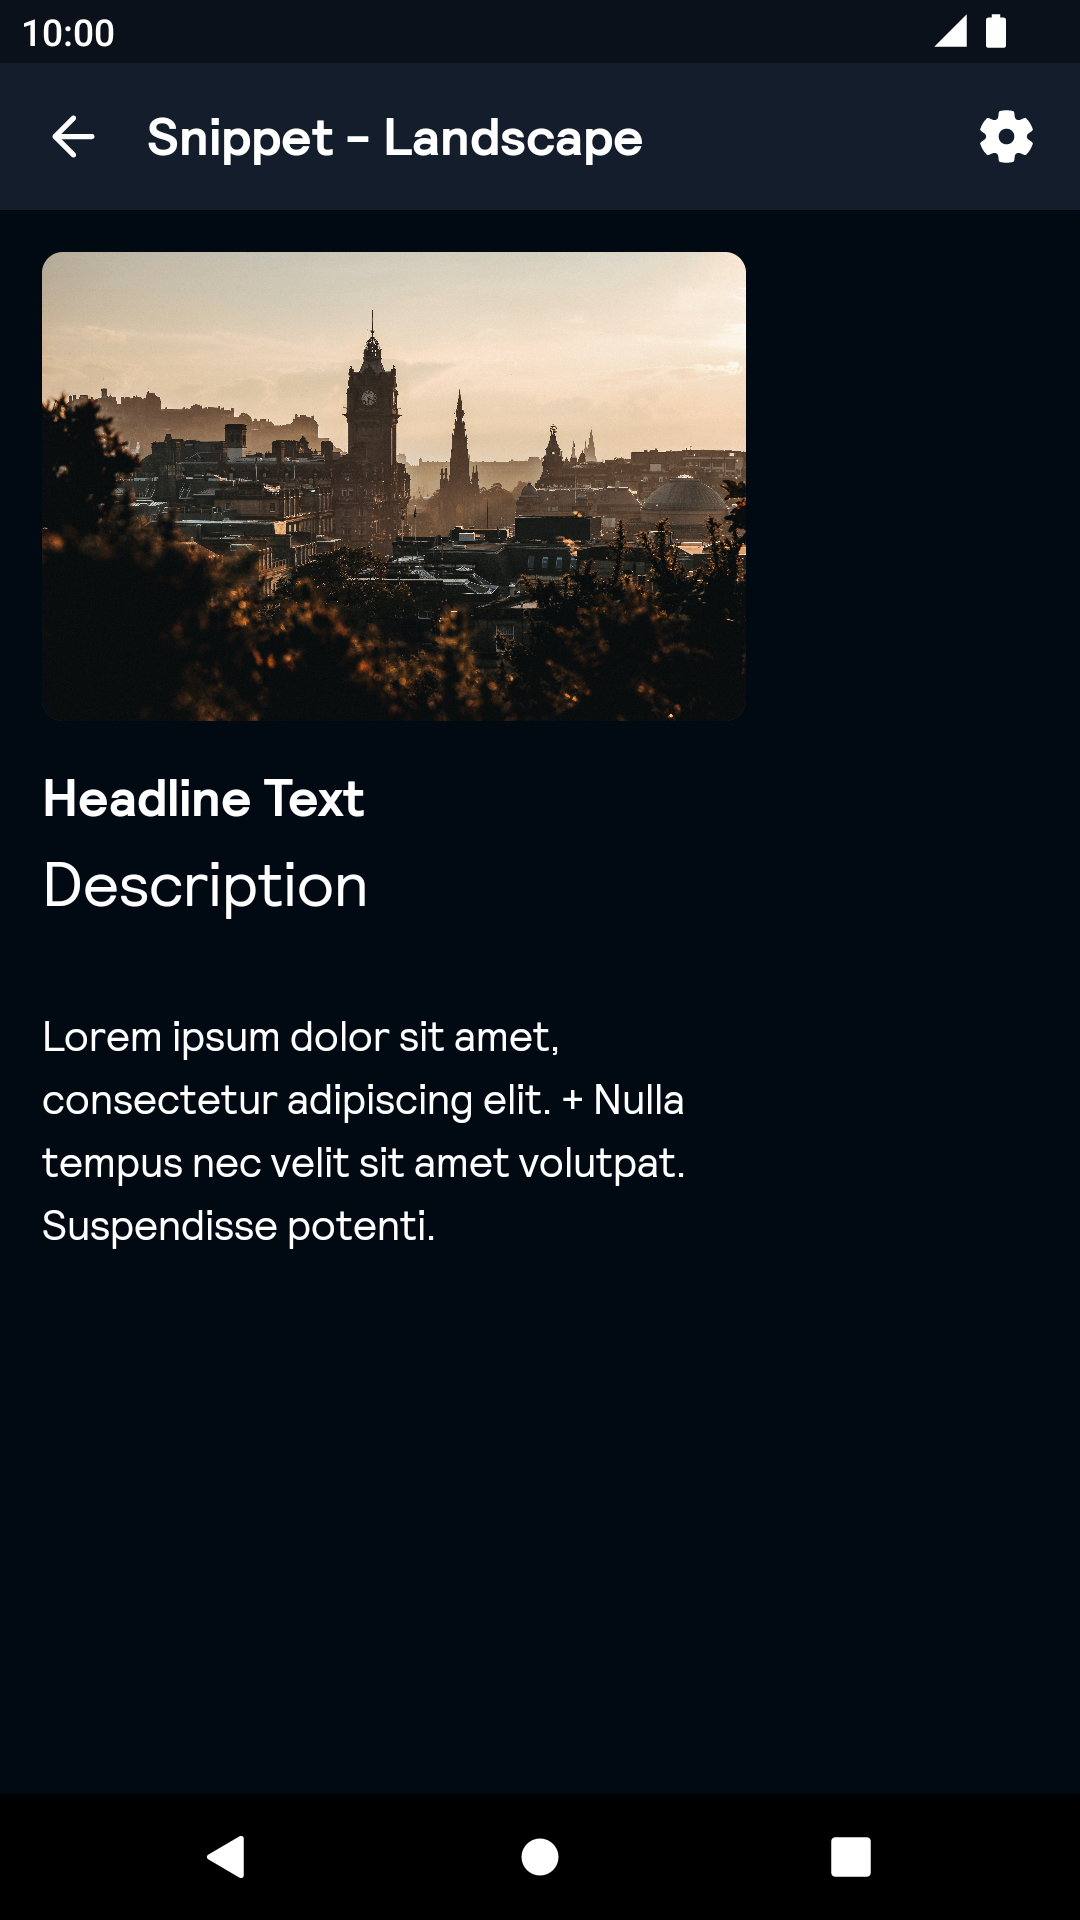 10:00
Snippet - Landscape
Headline Text
Description
Lorem ipsum dolor sit amet,
consectetur adipiscing elit. + Nulla
tempus nec velit sit amet volutpat.
Suspendisse potenti.